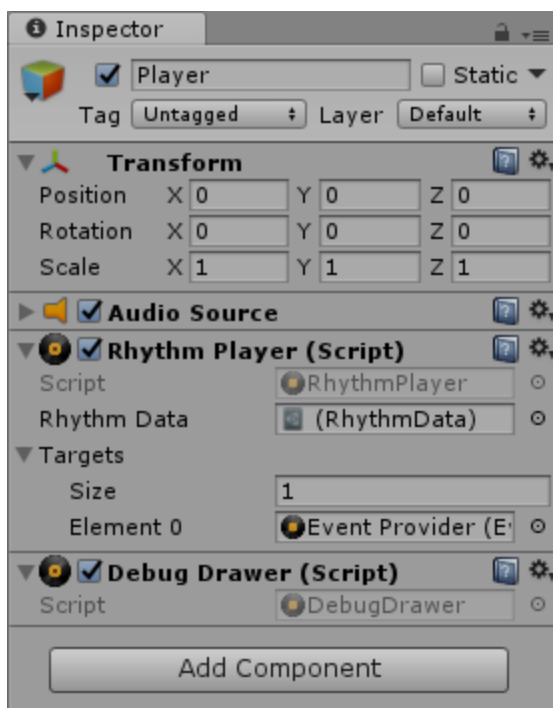 Inspector
Player Static
Tag Untagged Layer Default
Transform
Position X 0 Y 0 Z 0
Rotation X 0 Y 0 Z 0
Scale X 1 Y 1 Z 1
Audio Source
Rhythm Player (Script)
Script RhythmPlayer
Rhythm Data (RhythmData)
Targets
Size 1
Element 0 Event Provider (E
Debug Drawer (Script)
Script DebugDrawer
Add Component